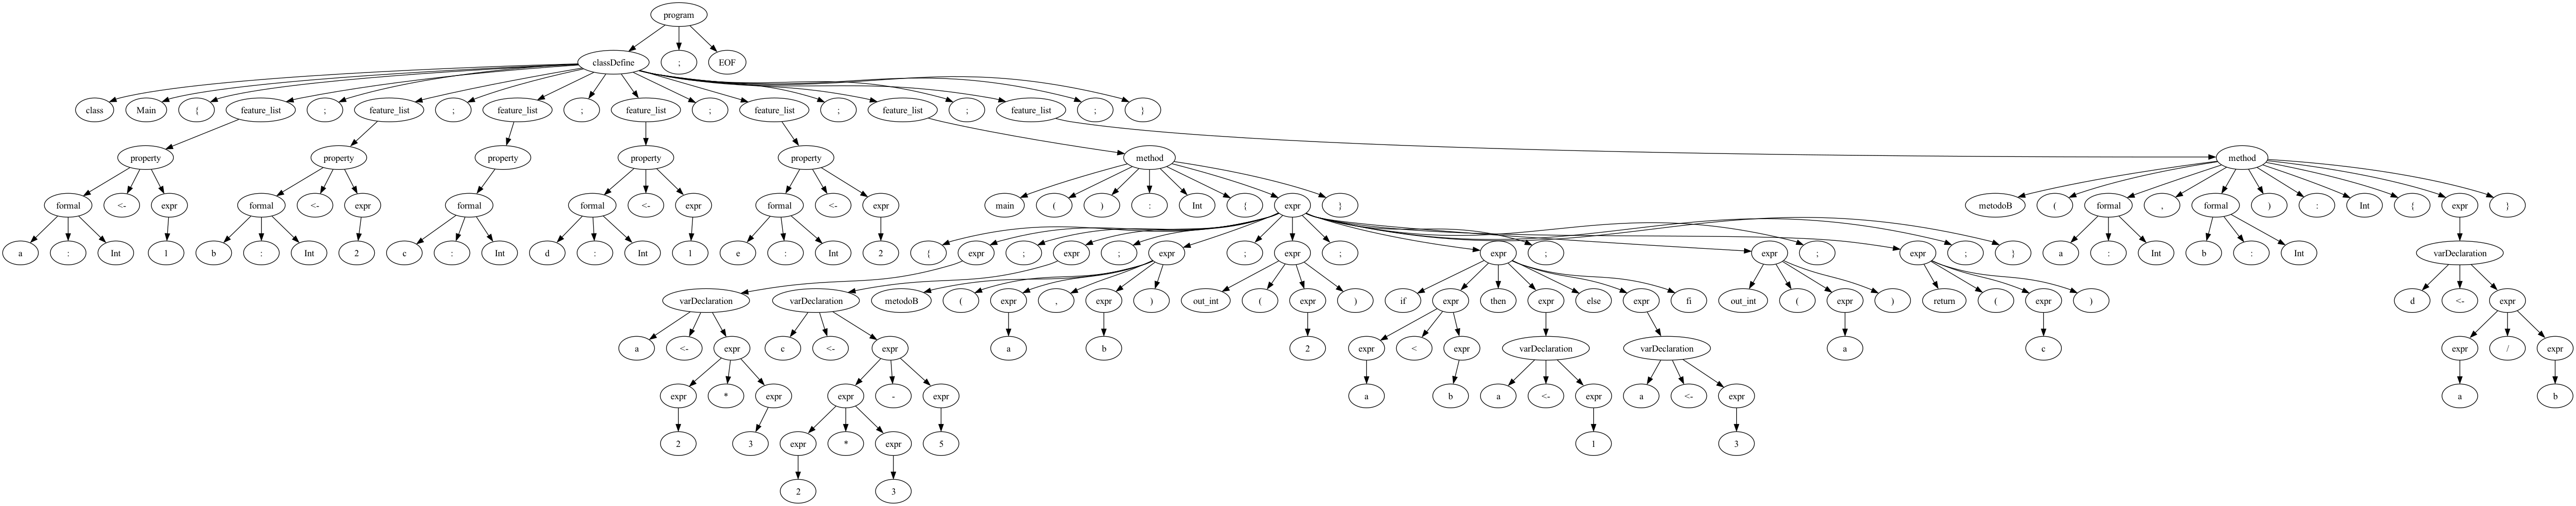 program
classDefine ; EOF
class Main { feature_list ; feature_list ; feature_list ; feature_list ; feature_list ; feature_list ; feature_list ; }
property property property property property method method
formal <- expr formal <- expr formal formal <- expr formal <- expr main ( ) : Int { expr } metodoB ( formal , formal ) : Int { expr }
a : Int 1 b : Int 2 c : Int d : Int 1 e : Int 2 { expr ; expr ; expr ; expr ; expr ; expr ; expr ; } a : Int b : Int varDeclaration
varDeclaration varDeclaration metodoB ( expr , expr ) out_int ( expr ) if expr then expr else expr fi out_int ( expr ) return ( expr ) d <- expr
a <- expr c <- expr a b 2 expr < expr varDeclaration varDeclaration a c expr / expr
expr * expr expr - expr a b a <- expr a <- expr a b
2 3 expr * expr 5 1 3
2 3